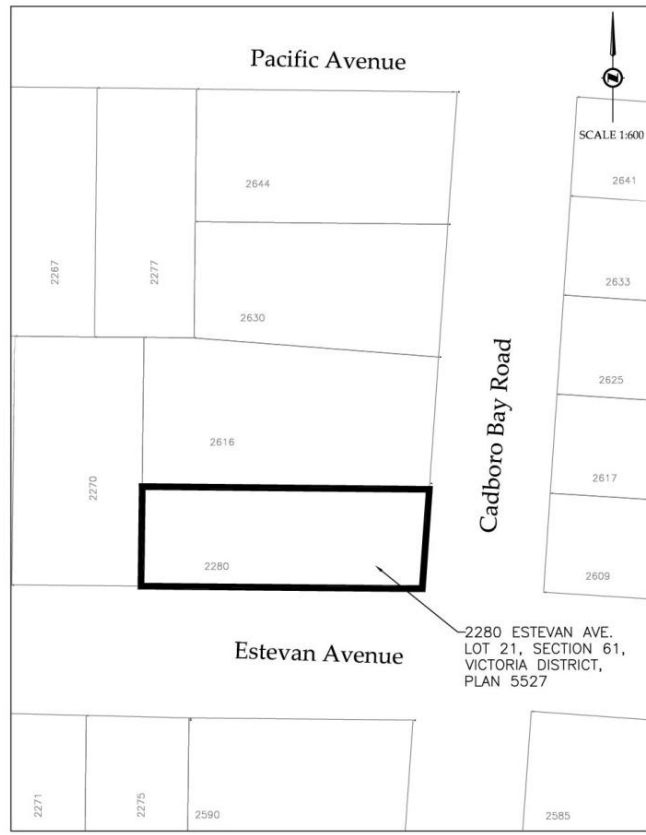 Pacific Avenue
SCALE 1:600
2644
2641
2267
2277
2630
2633
2625
2616
2270
Cadboro Bay Road
2617
2280
2609
2280 ESTEVAN AVE.
LOT 21, SECTION 61,
VICTORIA DISTRICT,
PLAN 5527
Estevan Avenue
2271
2275
2590
2585